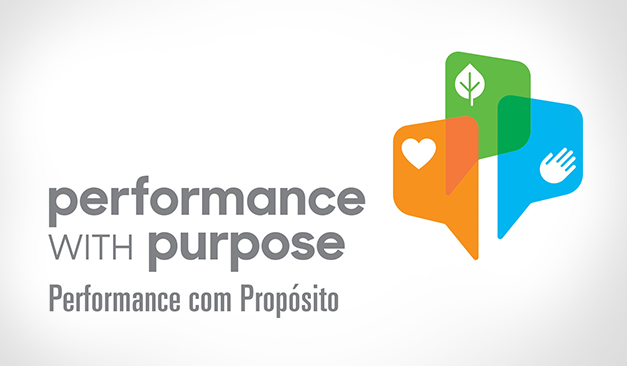 performance
WITH purpose
Performance com Propósito